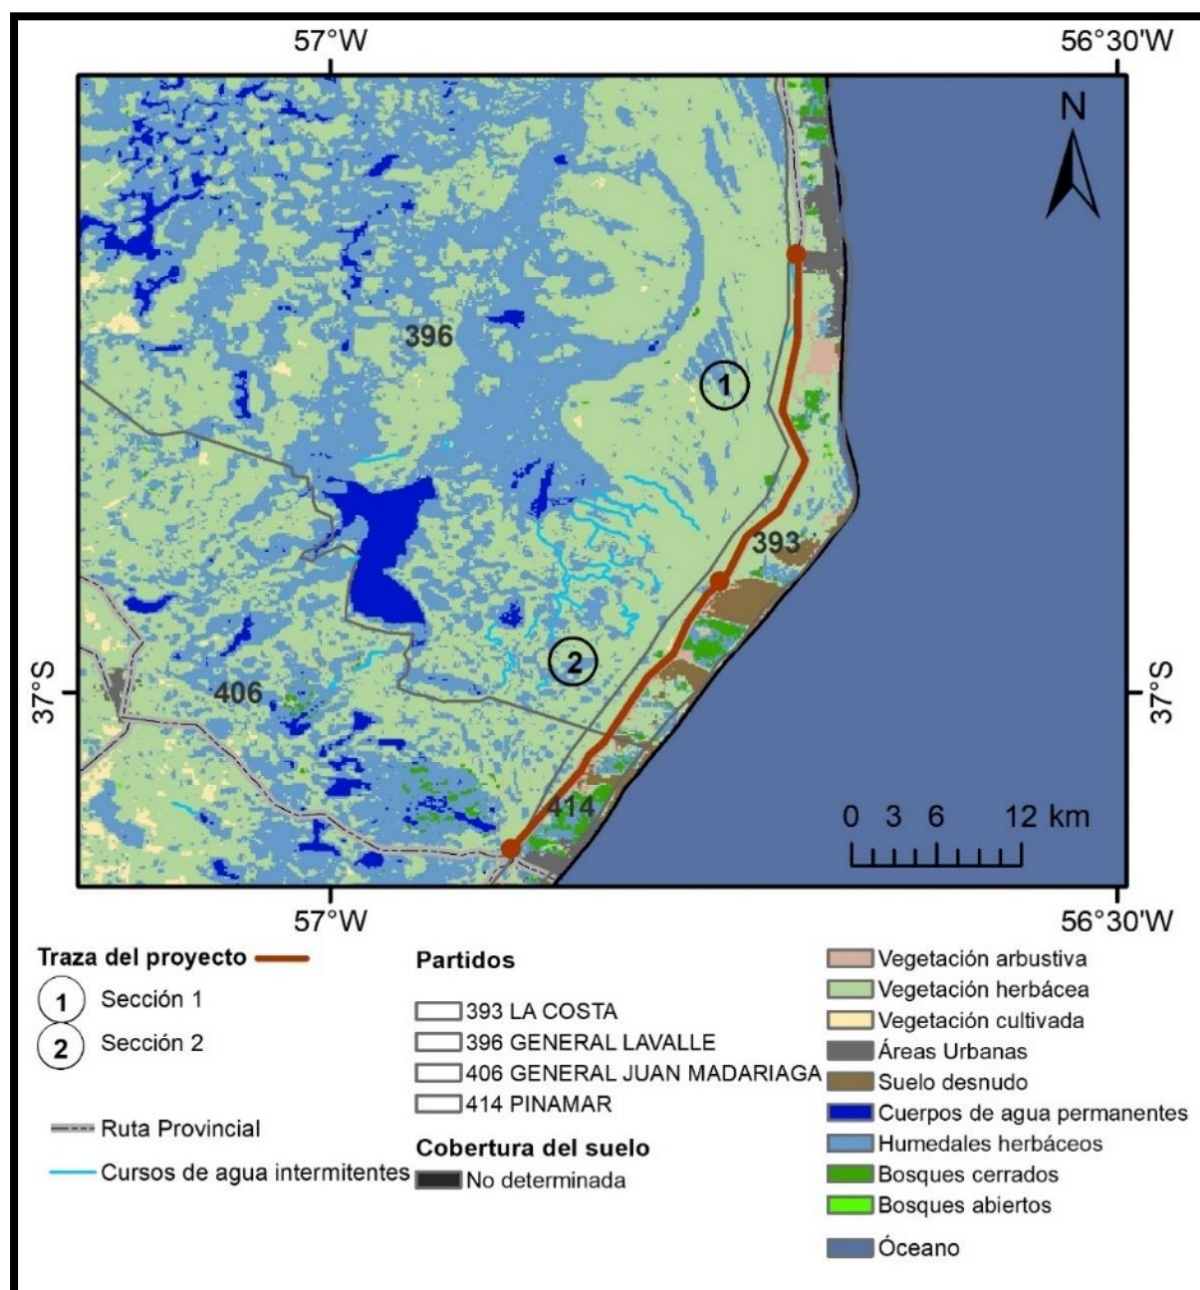 57°W 56°30'W
N
396
1
393
2
37°S 37°S
406
414
0 3 6 12 km
57°W 56°30'W
Traza del proyecto
1 Sección 1
2 Sección 2
Ruta Provincial
Cursos de agua intermitentes
Partidos
393 LA COSTA
396 GENERAL LAVALLE
406 GENERAL JUAN MADARIAGA
414 PINAMAR
Cobertura del suelo
No determinada
Vegetación arbustiva
Vegetación herbácea
Vegetación cultivada
Áreas Urbanas
Suelo desnudo
Cuerpos de agua permanentes
Humedales herbáceos
Bosques cerrados
Bosques abiertos
Óceano